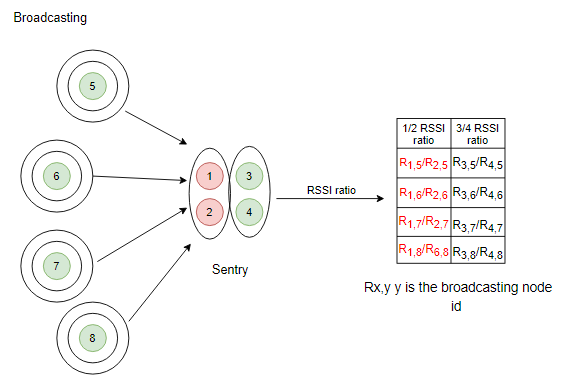 Broadcasting
5
6
7
8
1
2
3
4
Sentry
RSSI ratio
1/2 RSSI ratio
3/4 RSSI ratio
R1,5/R2,5 R3,5/R4,5
R1,6/R2,6 R3,6/R4,6
R1,7/R2,7 R3,7/R4,7
R1,8/R6,8 R3,8/R4,8
Rx,y y is the broadcasting node
id